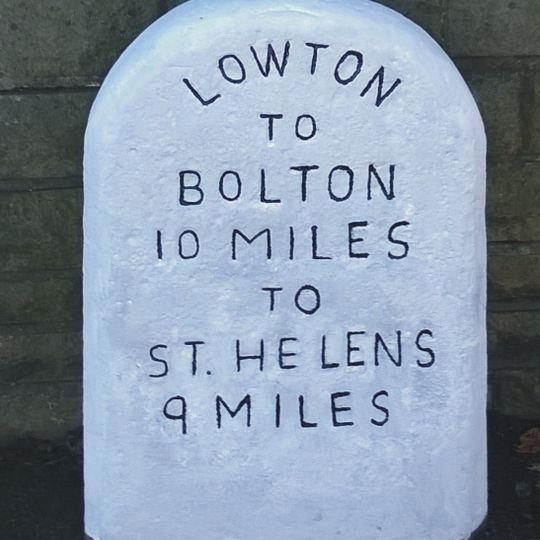 LOWTON
TO
BOLTON
10 MILES
TO
ST. HELENS
9 MILES